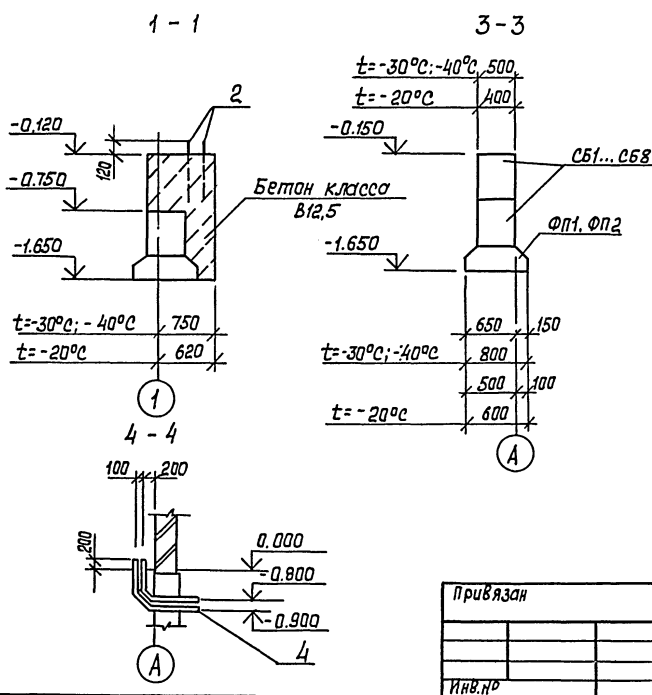 1 - 1
2
-0.120
120
-0.750
Бетон класса
В12,5
-1.650
t=-30°С; -40°С 750
t=-20°С 620
1
3-3
t=-30°С;-40°С 500
t=-20°С 400
-0.150
СБ1...СБ8
ФП1. ФП2
-1.650
650 150
t=-30°С;-40°С 800
500 100
t=-20°С 600
А
4 - 4
100 200
200
0.000
-0.800
-0.900
4
А
Привязан
Инв.№